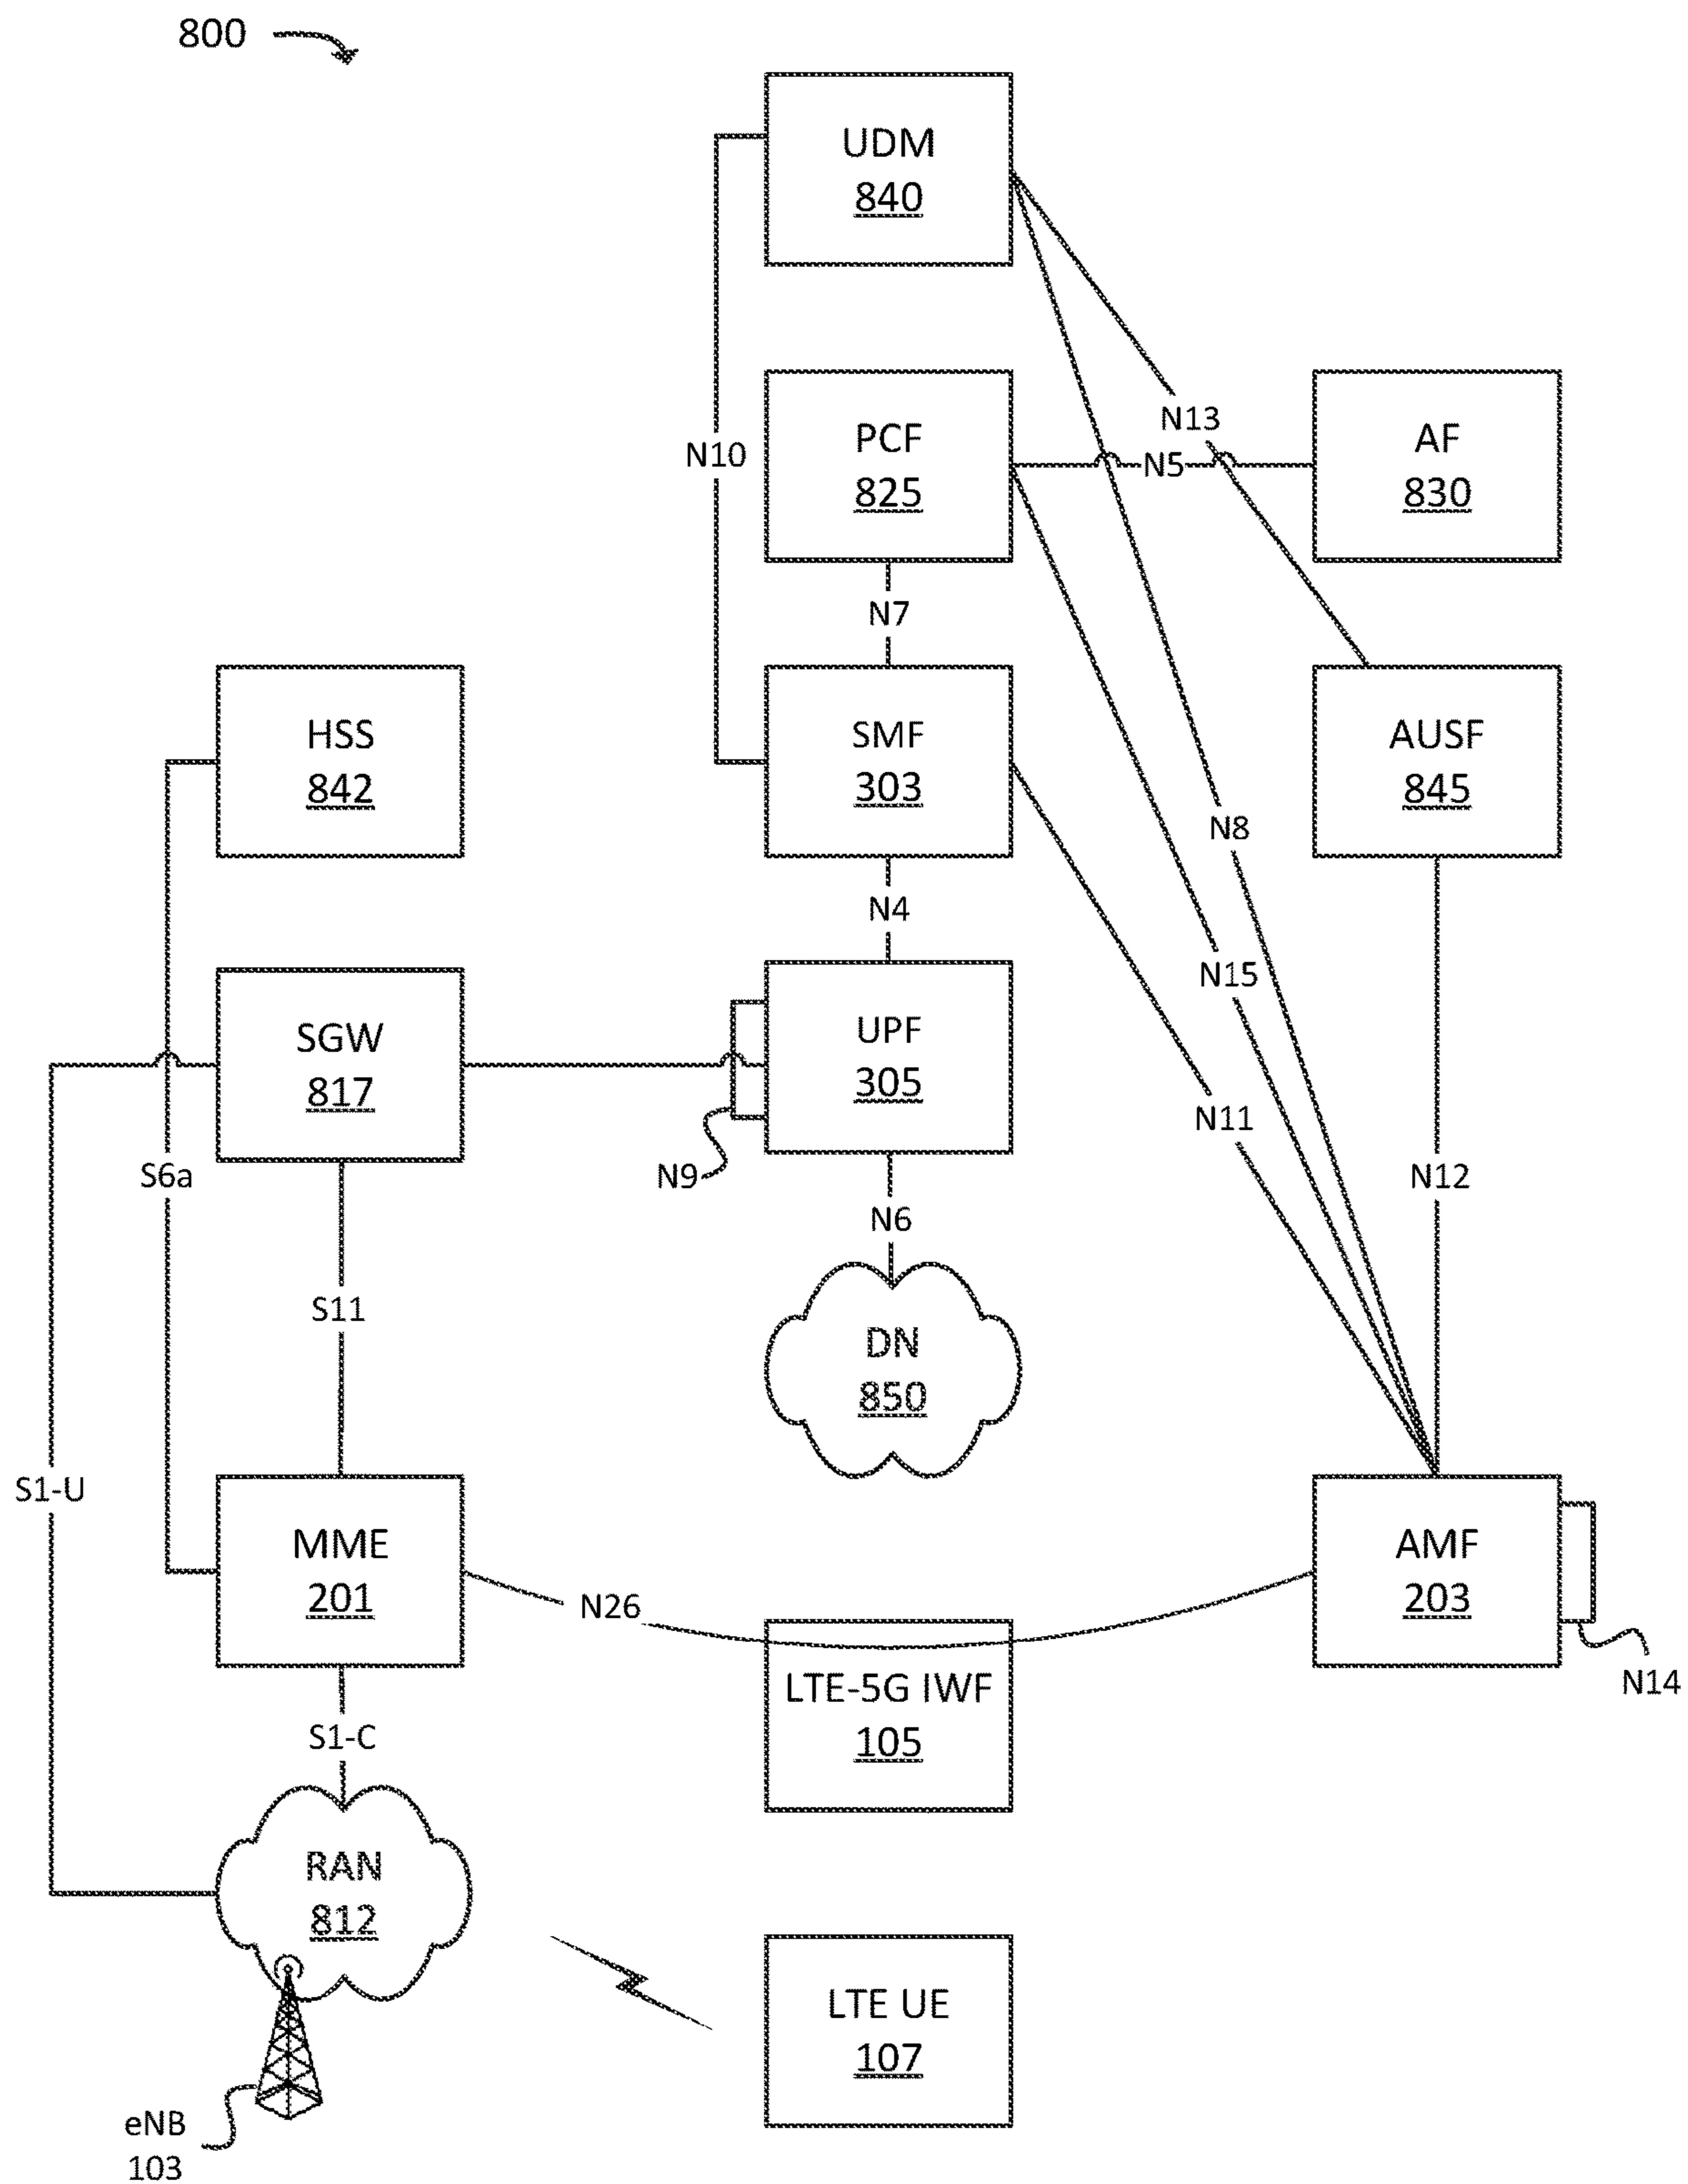 800
UDM
840
N13
PCF
825
N10
N5
AF
830
N7
HSS
842
SMF
303
AUSF
845
N8
N4
N15
SGW
817
UPF
305
N11
S6a
N9
N12
N6
S11
DN
850
S1-U
MME
201
N26
AMF
203
N14
LTE-5G IWF
105
S1-C
RAN
812
LTE UE
107
eNB
103